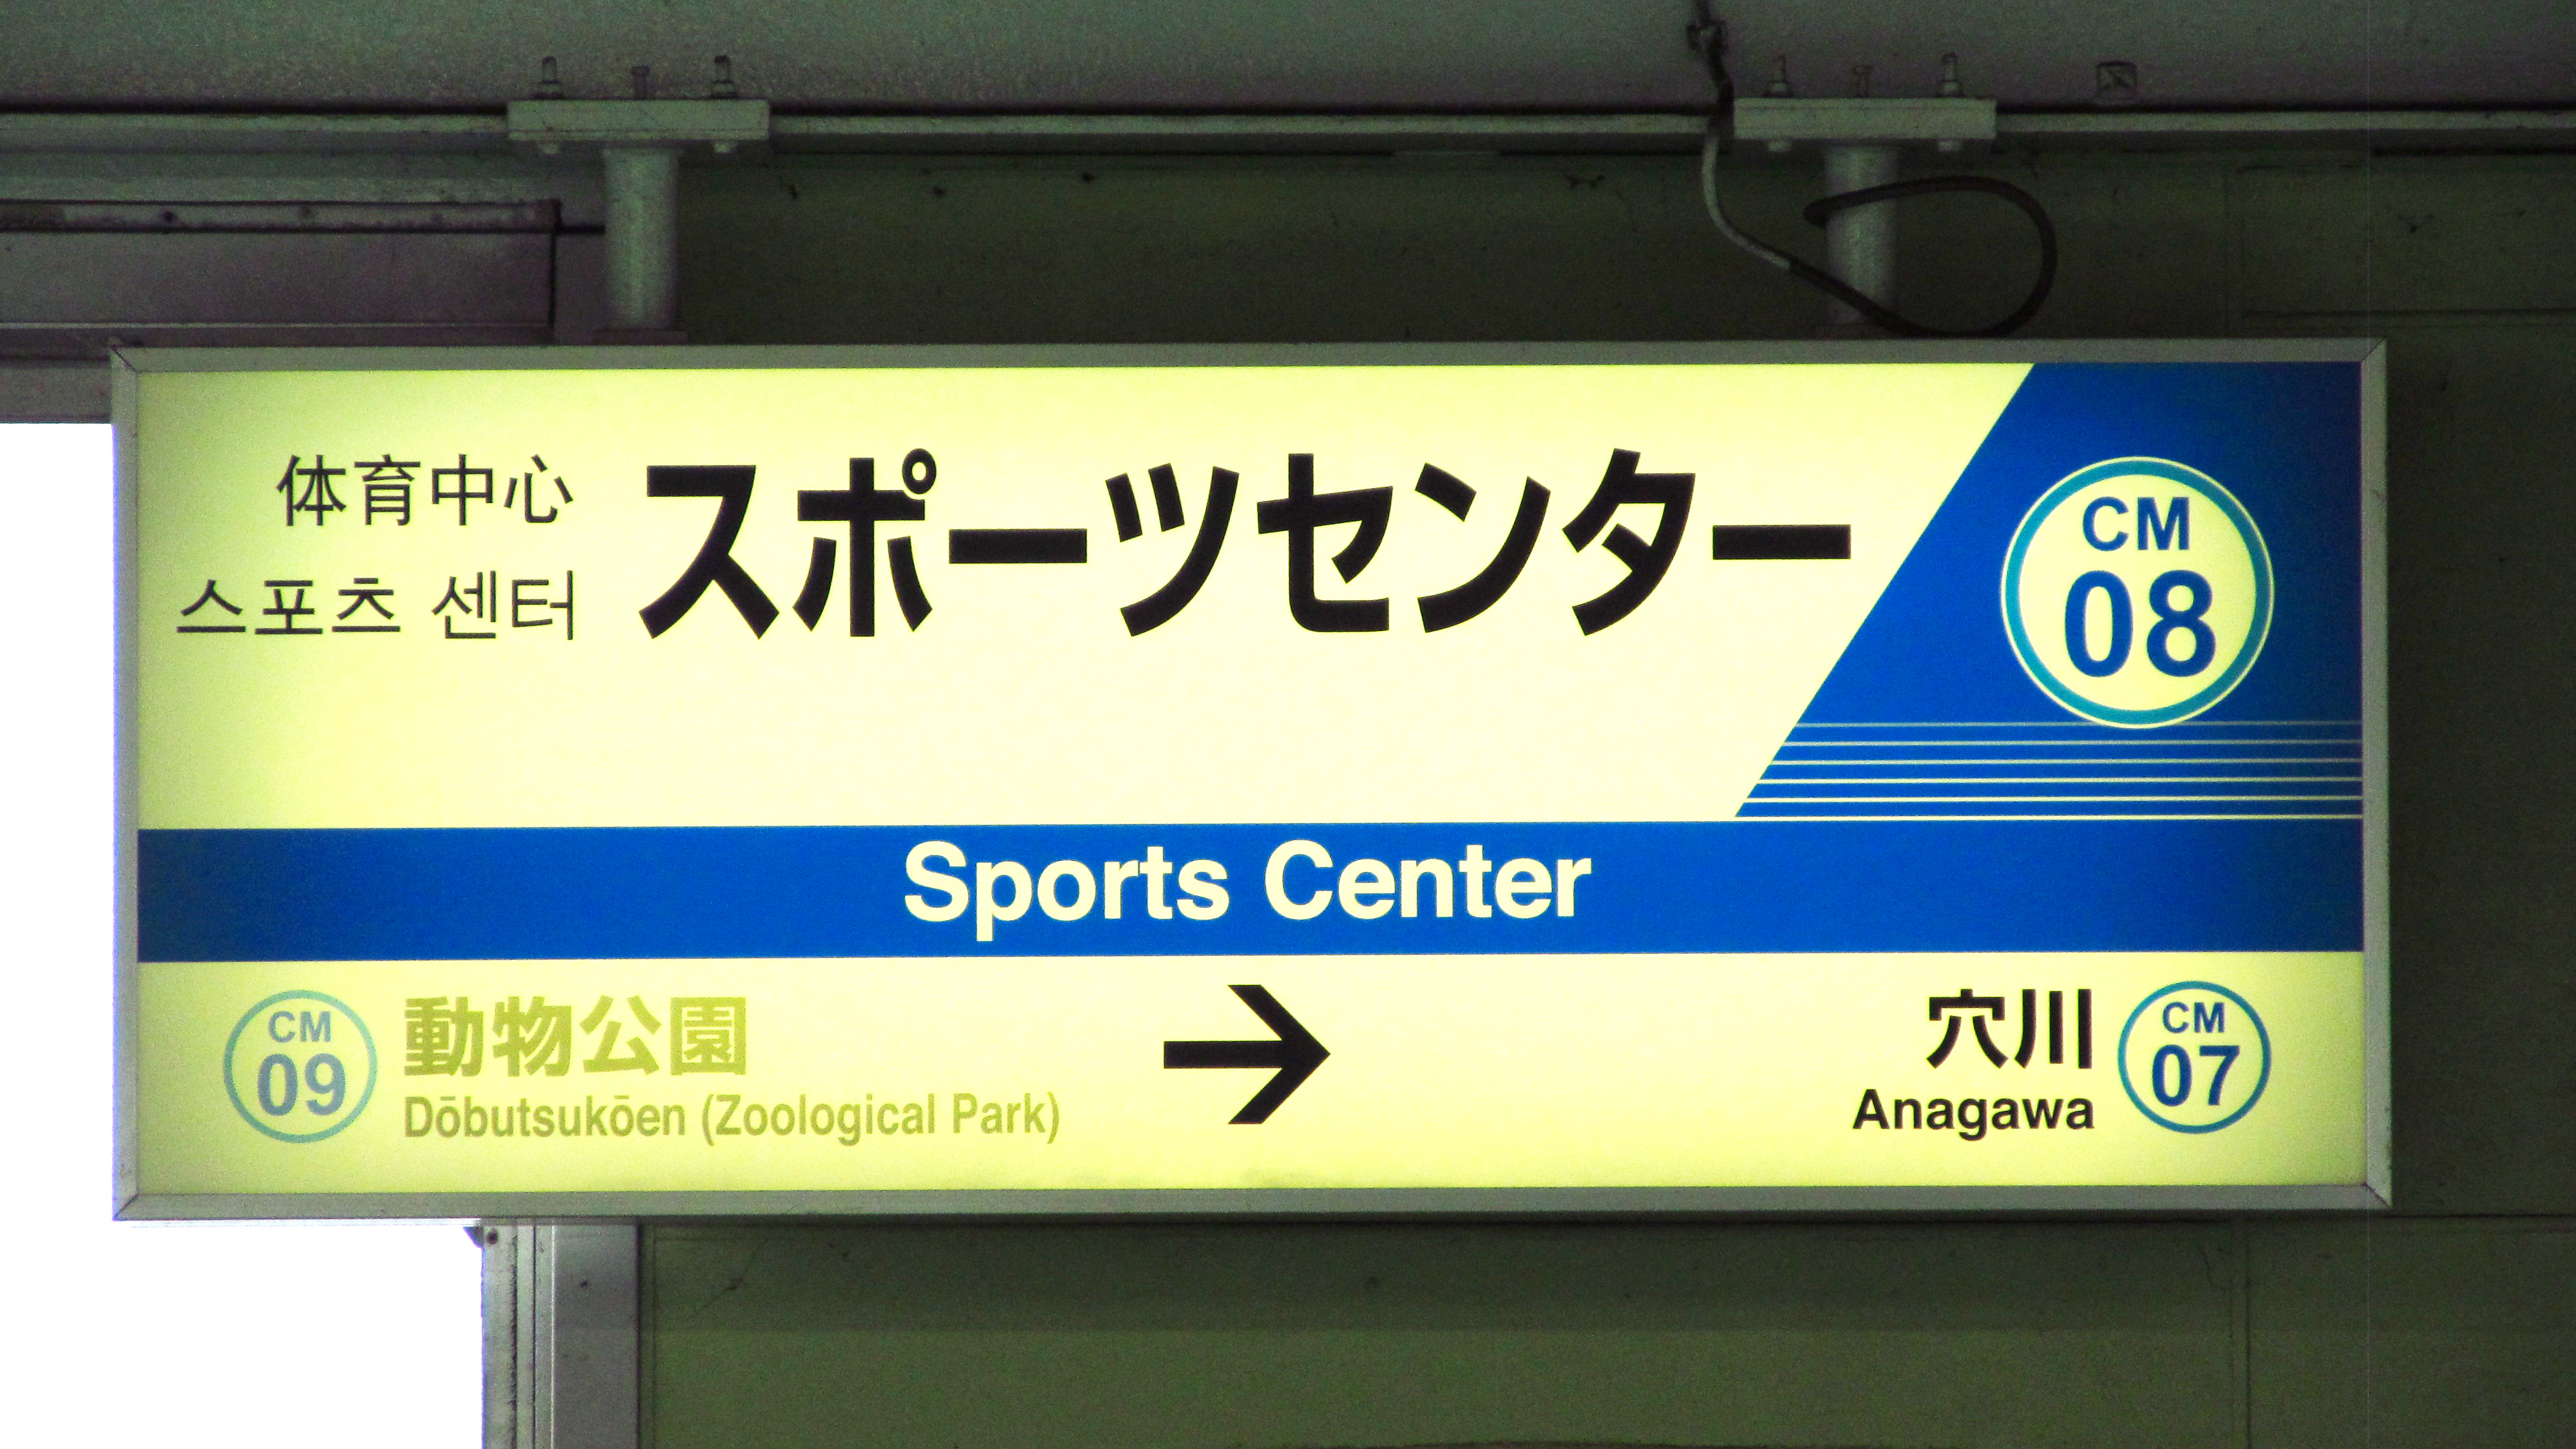 体育中心
스포츠 센터
スポーツセンター
CM
08
Sports Center
CM
09
動物公園
Dōbutsukōen (Zoological Park)
→
穴川
Anagawa
CM
07